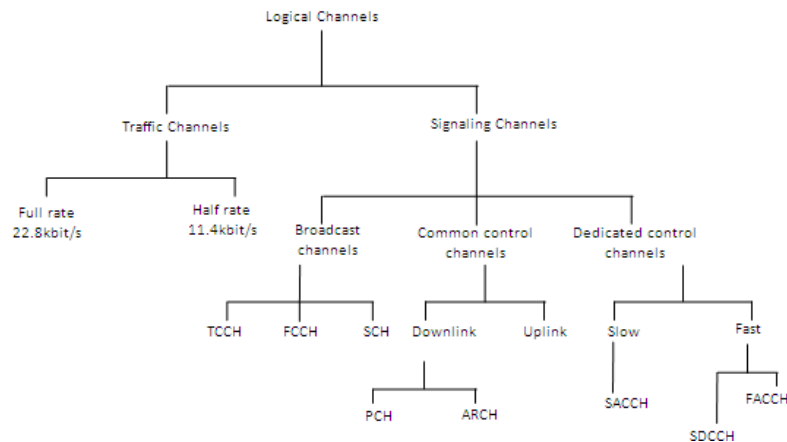 Logical Channels
Traffic Channels
Signaling Channels
Full rate
22.8kbit/s
Half rate
11.4kbit/s
Broadcast
channels
Common control
channels
Dedicated control
channels
TCCH
FCCH
SCH
Downlink
Uplink
Slow
Fast
PCH
ARCH
SACCH
SDCCH
FACCH